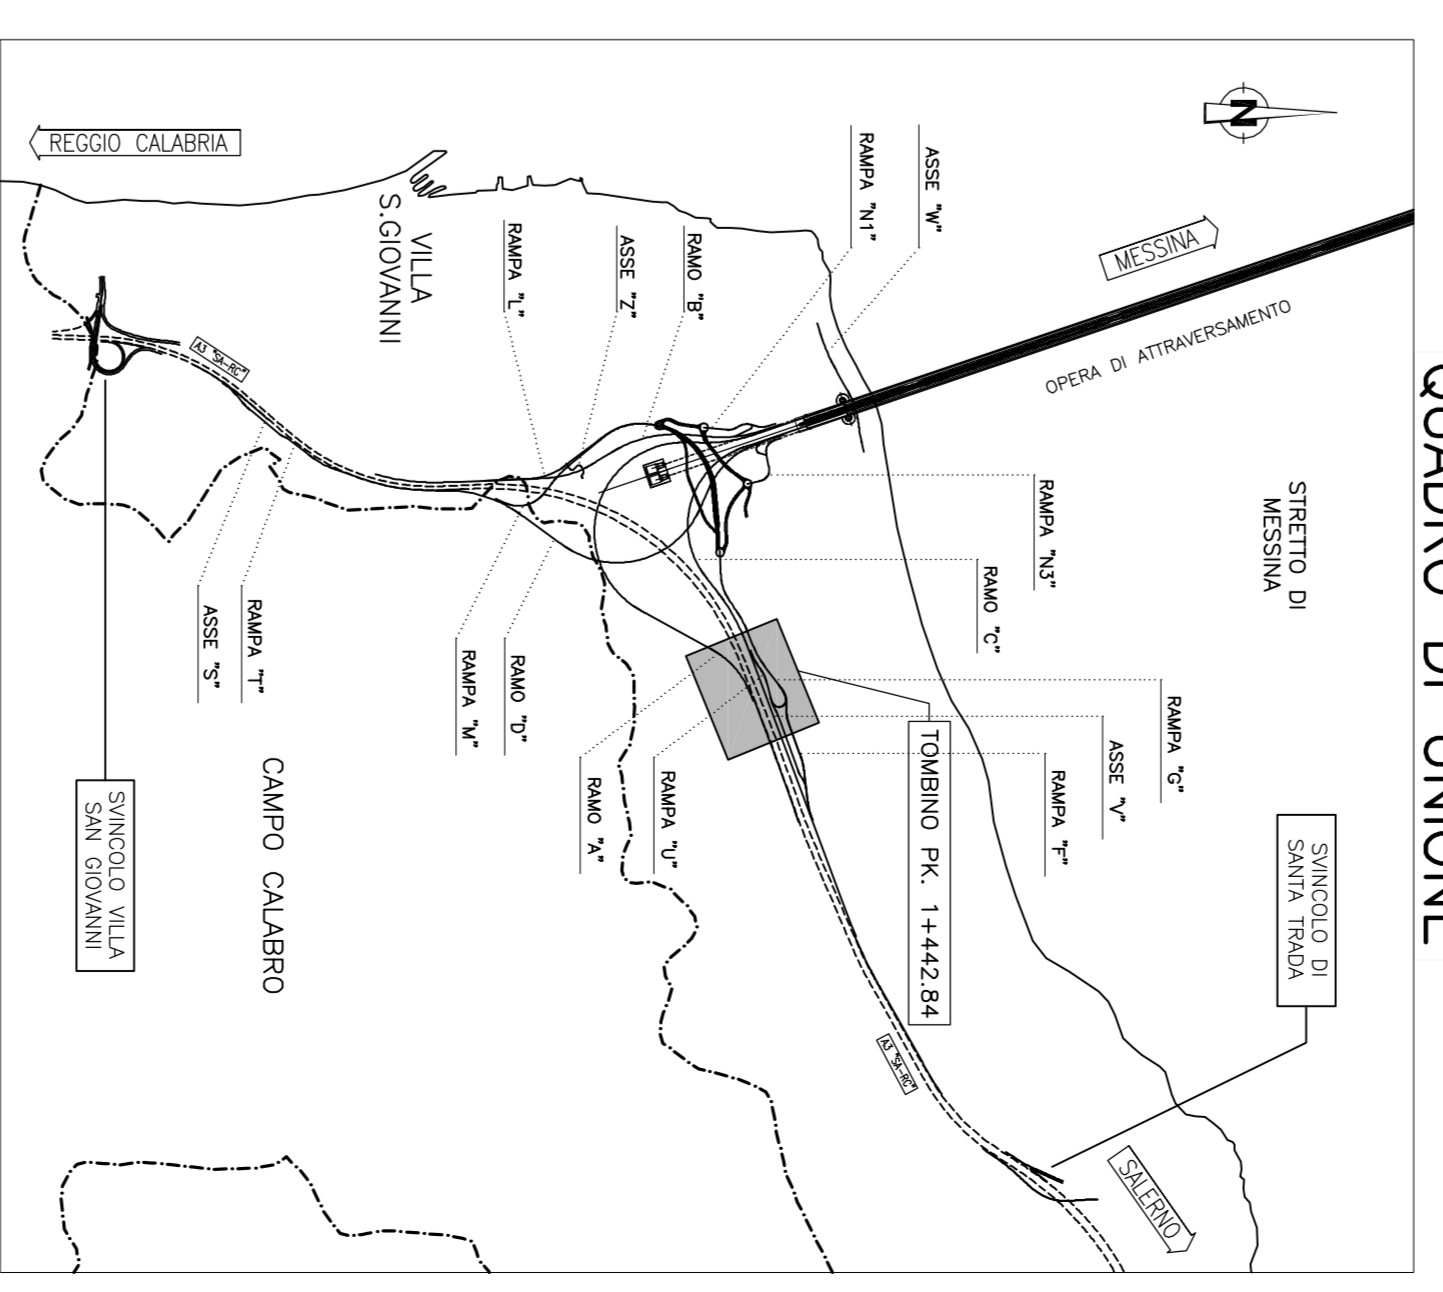 QUADRO DI UNIONE
N
REGGIO CALABRIA
MESSINA
OPERA DI ATTRAVERSAMENTO
STRETTO DI
MESSINA
ASSE "W"
RAMPA "N1"
RAMO "B"
ASSE "Z"
RAMPA "L"
VILLA
S.GIOVANNI
A3 "SA-RC"
RAMPA "N3"
RAMO "C"
RAMPA "G"
ASSE "V"
RAMPA "F"
TOMBINO PK. 1+442.84
SVINCOLO DI
SANTA TRADA
RAMPA "U"
RAMO "A"
RAMO "D"
RAMPA "M"
RAMPA "T"
ASSE "S"
CAMPO CALABRO
SVINCOLO VILLA
SAN GIOVANNI
A3 "SA-RC"
SALERNO